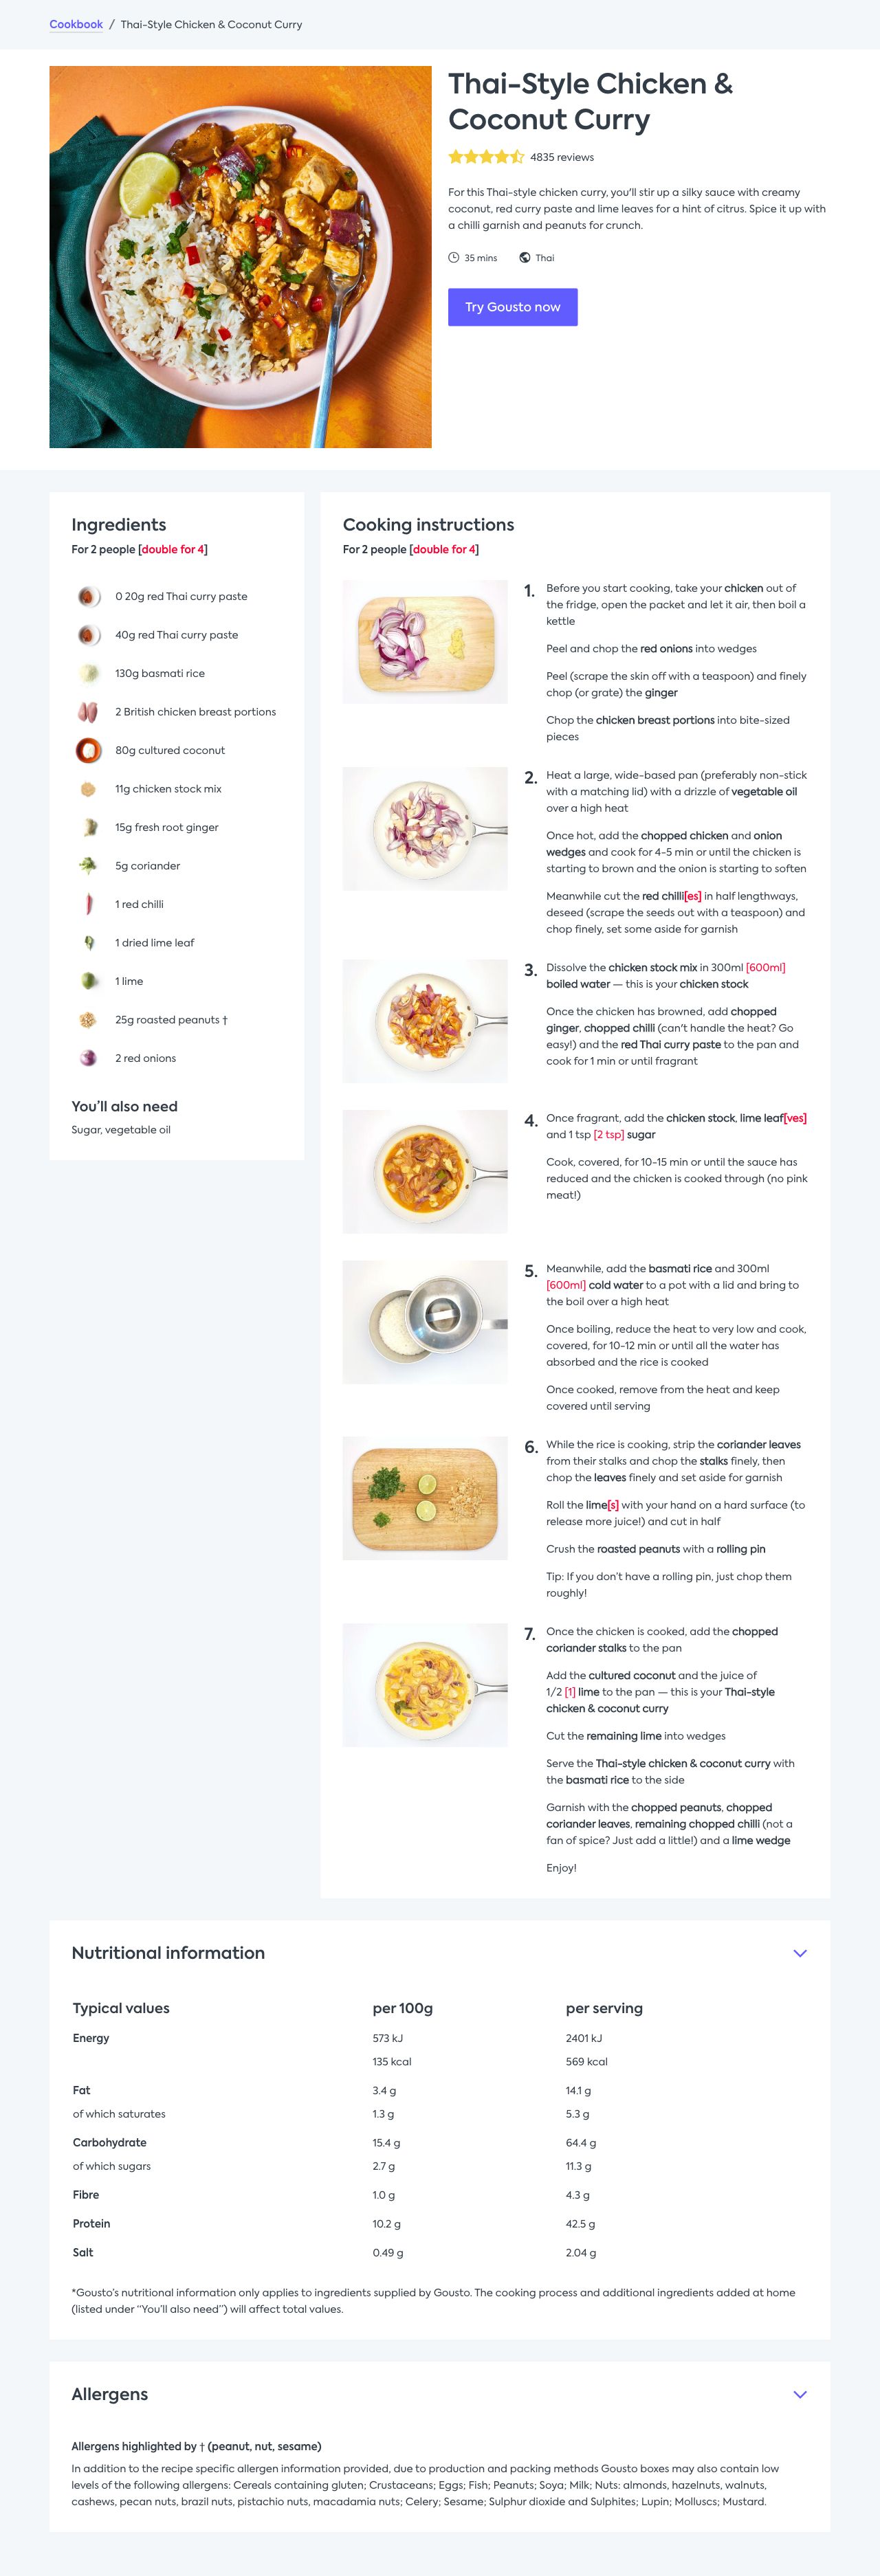 Cookbook / Thai-Style Chicken & Coconut Curry
Thai-Style Chicken &
Coconut Curry
4835 reviews
For this Thai-style chicken curry, you'll stir up a silky sauce with creamy
coconut, red curry paste and lime leaves for a hint of citrus. Spice it up with
a chilli garnish and peanuts for crunch.
35 mins Thai
Try Gousto now
Ingredients
For 2 people [double for 4]
0 20g red Thai curry paste
40g red Thai curry paste
130g basmati rice
2 British chicken breast portions
80g cultured coconut
11g chicken stock mix
15g fresh root ginger
5g coriander
1 red chilli
1 dried lime leaf
1 lime
25g roasted peanuts †
2 red onions
You'll also need
Sugar, vegetable oil
Cooking instructions
For 2 people [double for 4]
1. Before you start cooking, take your chicken out of
the fridge, open the packet and let it air, then boil a
kettle
Peel and chop the red onions into wedges
Peel (scrape the skin off with a teaspoon) and finely
chop (or grate) the ginger
Chop the chicken breast portions into bite-sized
pieces
2. Heat a large, wide-based pan (preferably non-stick
with a matching lid) with a drizzle of vegetable oil
over a high heat
Once hot, add the chopped chicken and onion
wedges and cook for 4-5 min or until the chicken is
starting to brown and the onion is starting to soften
Meanwhile cut the red chilli[es] in half lengthways,
deseed (scrape the seeds out with a teaspoon) and
chop finely, set some aside for garnish
3. Dissolve the chicken stock mix in 300ml [600ml]
boiled water — this is your chicken stock
Once the chicken has browned, add chopped
ginger, chopped chilli (can't handle the heat? Go
easy!) and the red Thai curry paste to the pan and
cook for 1 min or until fragrant
4. Once fragrant, add the chicken stock, lime leaf[ves]
and 1 tsp [2 tsp] sugar
Cook, covered, for 10-15 min or until the sauce has
reduced and the chicken is cooked through (no pink
meat!)
5. Meanwhile, add the basmati rice and 300ml
[600ml] cold water to a pot with a lid and bring to
the boil over a high heat
Once boiling, reduce the heat to very low and cook,
covered, for 10-12 min or until all the water has
absorbed and the rice is cooked
Once cooked, remove from the heat and keep
covered until serving
6. While the rice is cooking, strip the coriander leaves
from their stalks and chop the stalks finely, then
chop the leaves finely and set aside for garnish
Roll the lime[s] with your hand on a hard surface (to
release more juice!) and cut in half
Crush the roasted peanuts with a rolling pin
Tip: If you don't have a rolling pin, just chop them
roughly!
7. Once the chicken is cooked, add the chopped
coriander stalks to the pan
Add the cultured coconut and the juice of
1/2 [1] lime to the pan — this is your Thai-style
chicken & coconut curry
Cut the remaining lime into wedges
Serve the Thai-style chicken & coconut curry with
the basmati rice to the side
Garnish with the chopped peanuts, chopped
coriander leaves, remaining chopped chilli (not a
fan of spice? Just add a little!) and a lime wedge
Enjoy!
Nutritional information
Typical values per 100g per serving
Energy 573 kJ 2401 kJ
135 kcal 569 kcal
Fat 3.4 g 14.1 g
of which saturates 1.3 g 5.3 g
Carbohydrate 15.4 g 64.4 g
of which sugars 2.7 g 11.3 g
Fibre 1.0 g 4.3 g
Protein 10.2 g 42.5 g
Salt 0.49 g 2.04 g
*Gousto's nutritional information only applies to ingredients supplied by Gousto. The cooking process and additional ingredients added at home
(listed under “You'll also need”) will affect total values.
Allergens
Allergens highlighted by † (peanut, nut, sesame)
In addition to the recipe specific allergen information provided, due to production and packing methods Gousto boxes may also contain low
levels of the following allergens: Cereals containing gluten; Crustaceans; Eggs; Fish; Peanuts; Soya; Milk; Nuts: almonds, hazelnuts, walnuts,
cashews, pecan nuts, brazil nuts, pistachio nuts, macadamia nuts; Celery; Sesame; Sulphur dioxide and Sulphites; Lupin; Molluscs; Mustard.